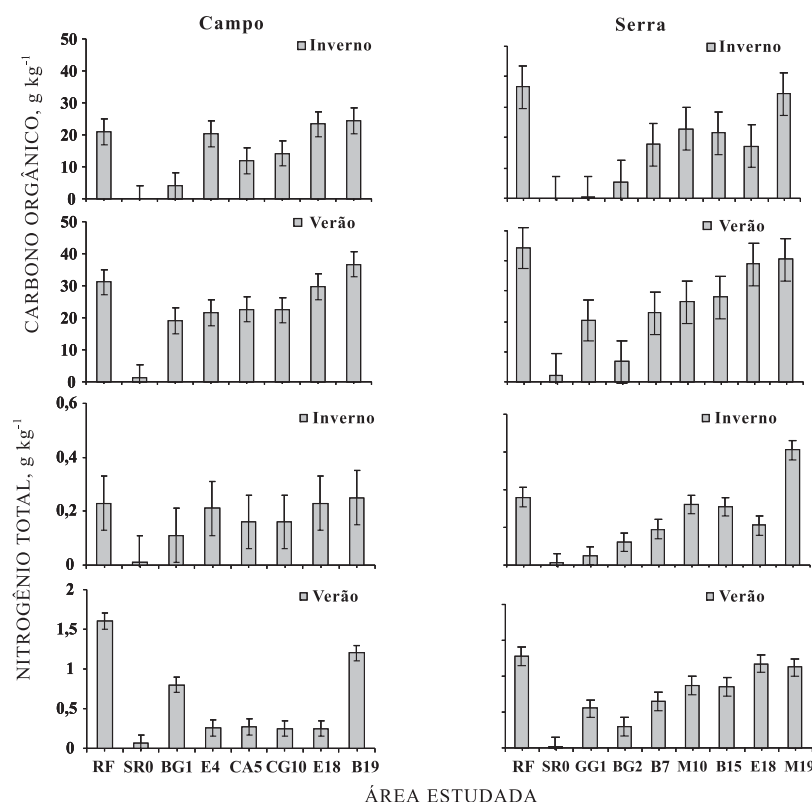 Campo
Serra
CARBONO ORGÂNICO, g kg-1
NITROGÊNIO TOTAL, g kg-1
50
40
30
20
10
0
Inverno
Inverno
50
40
30
20
10
0
Verão
Verão
0,6
0,4
0,2
0
Inverno
Inverno
2
1,5
1
0,5
0
Verão
Verão
RF SR0 BG1 E4 CA5 CG10 E18 B19
RF SR0 GG1 BG2 B7 M10 B15 E18 M19
ÁREA ESTUDADA